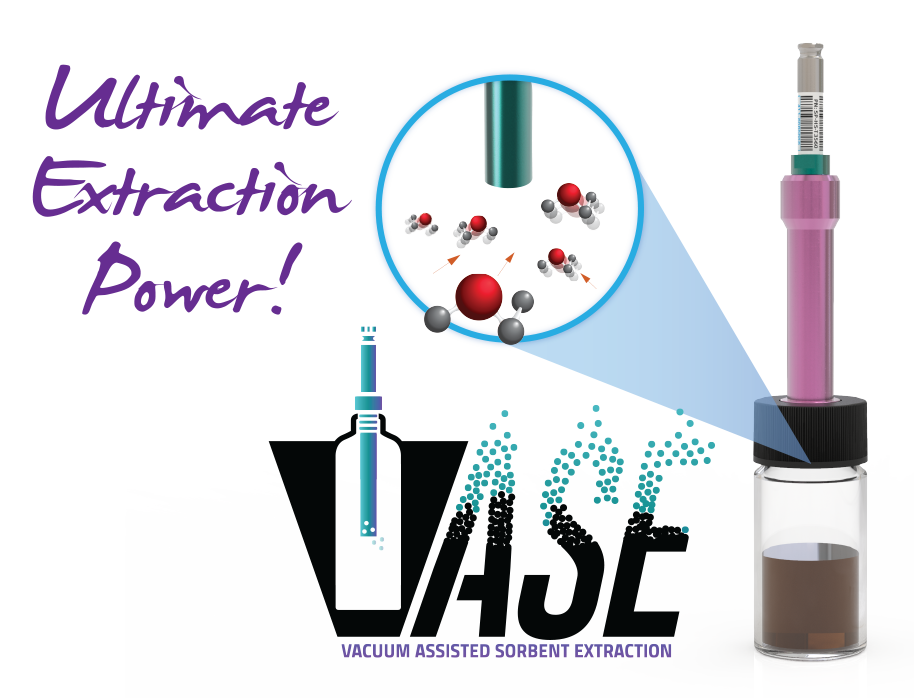 Ultimate
Extraction
Power!
VASE
VACUUM ASSISTED SORBENT EXTRACTION